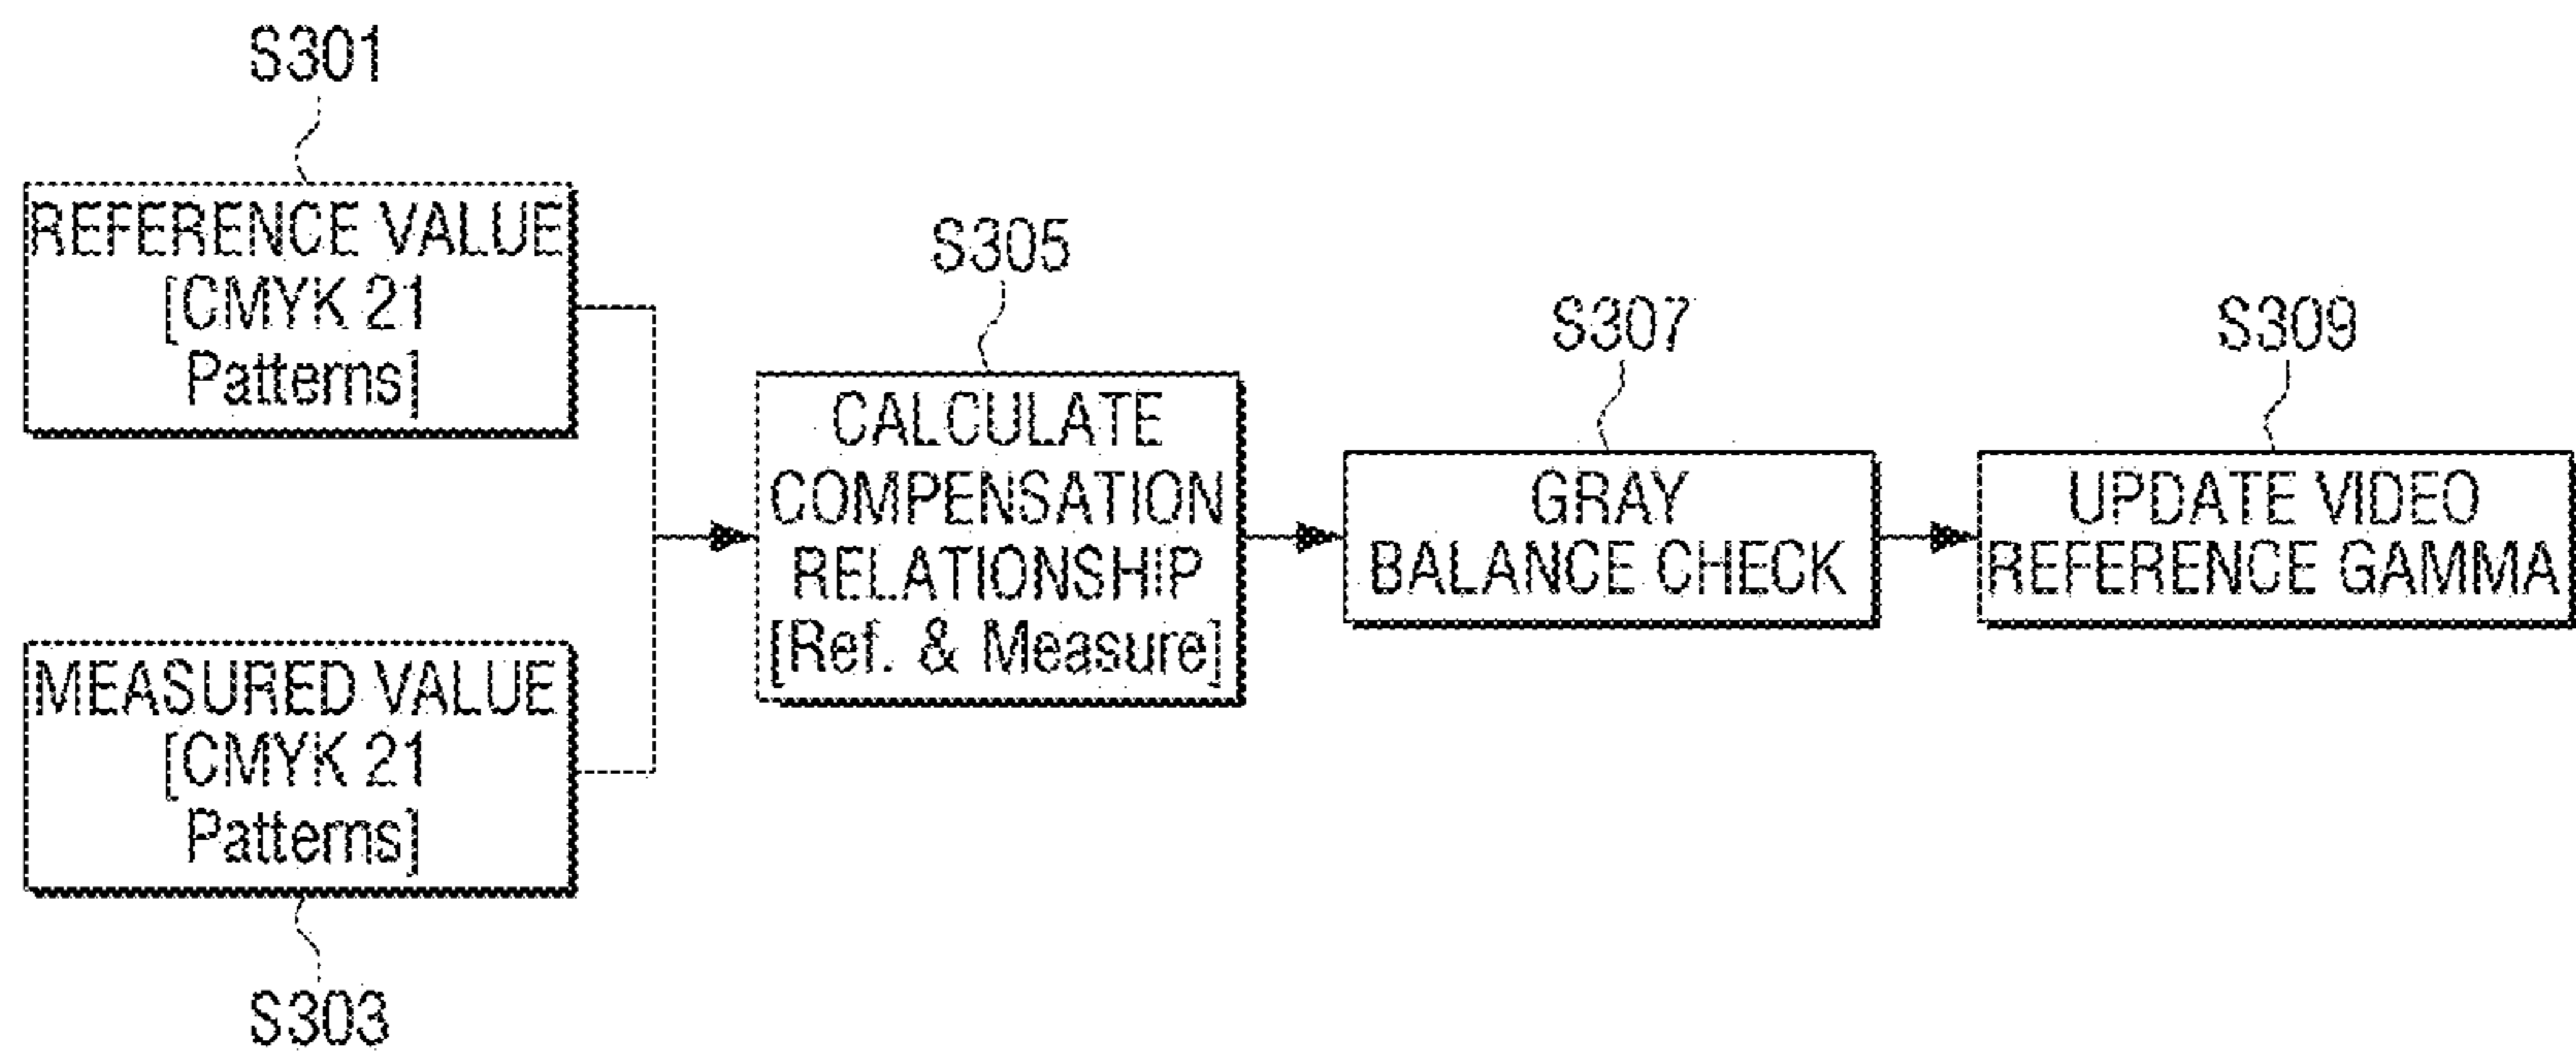 S301
REFERENCE VALUE
[CMYK 21
Patterns]
S303
MEASURED VALUE
[CMYK 21
Patterns]
S305
CALCULATE
COMPENSATION
RELATIONSHIP
[Ref. & Measure]
S307
GRAY
BALANCE CHECK
S309
UPDATE VIDEO
REFERENCE GAMMA